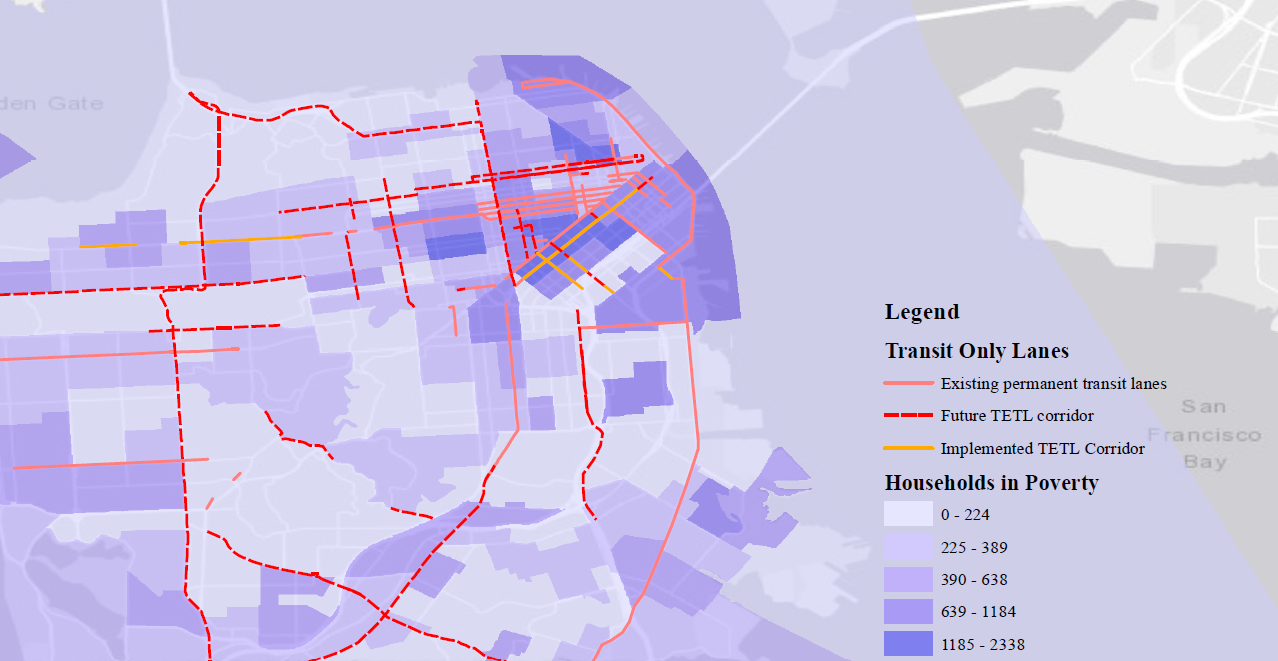 den Gate
Legend
Transit Only Lanes
Existing permanent transit lanes
Future TETL corridor
Implemented TETL Corridor
San
Francisco
Bay
Households in Poverty
0 - 224
225 - 389
390 - 638
639 - 1184
1185 - 2338